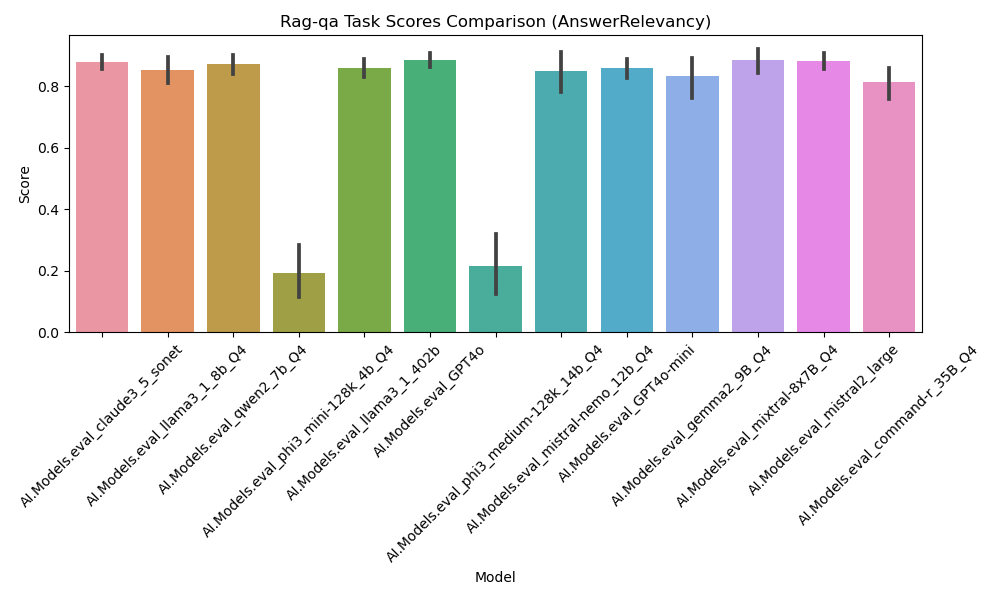 Rag-qa Task Scores Comparison (AnswerRelevancy)
Score
0.8
0.6
0.4
0.2
0.0
AI.Models.eval_claude3_5_sonet
AI.Models.eval_llama3_1_8b_Q4
AI.Models.eval_qwen2_7b_Q4
AI.Models.eval_phi3_mini-128k_4b_Q4
AI.Models.eval_llama3_1_402b
AI.Models.eval_GPT4o
AI.Models.eval_phi3_medium-128k_14b_Q4
AI.Models.eval_mistral-nemo_12b_Q4
AI.Models.eval_GPT4o-mini
AI.Models.eval_gemma2_9B_Q4
AI.Models.eval_mixtral-8x7B_Q4
AI.Models.eval_mistral2_large
AI.Models.eval_command-r_35B_Q4
Model